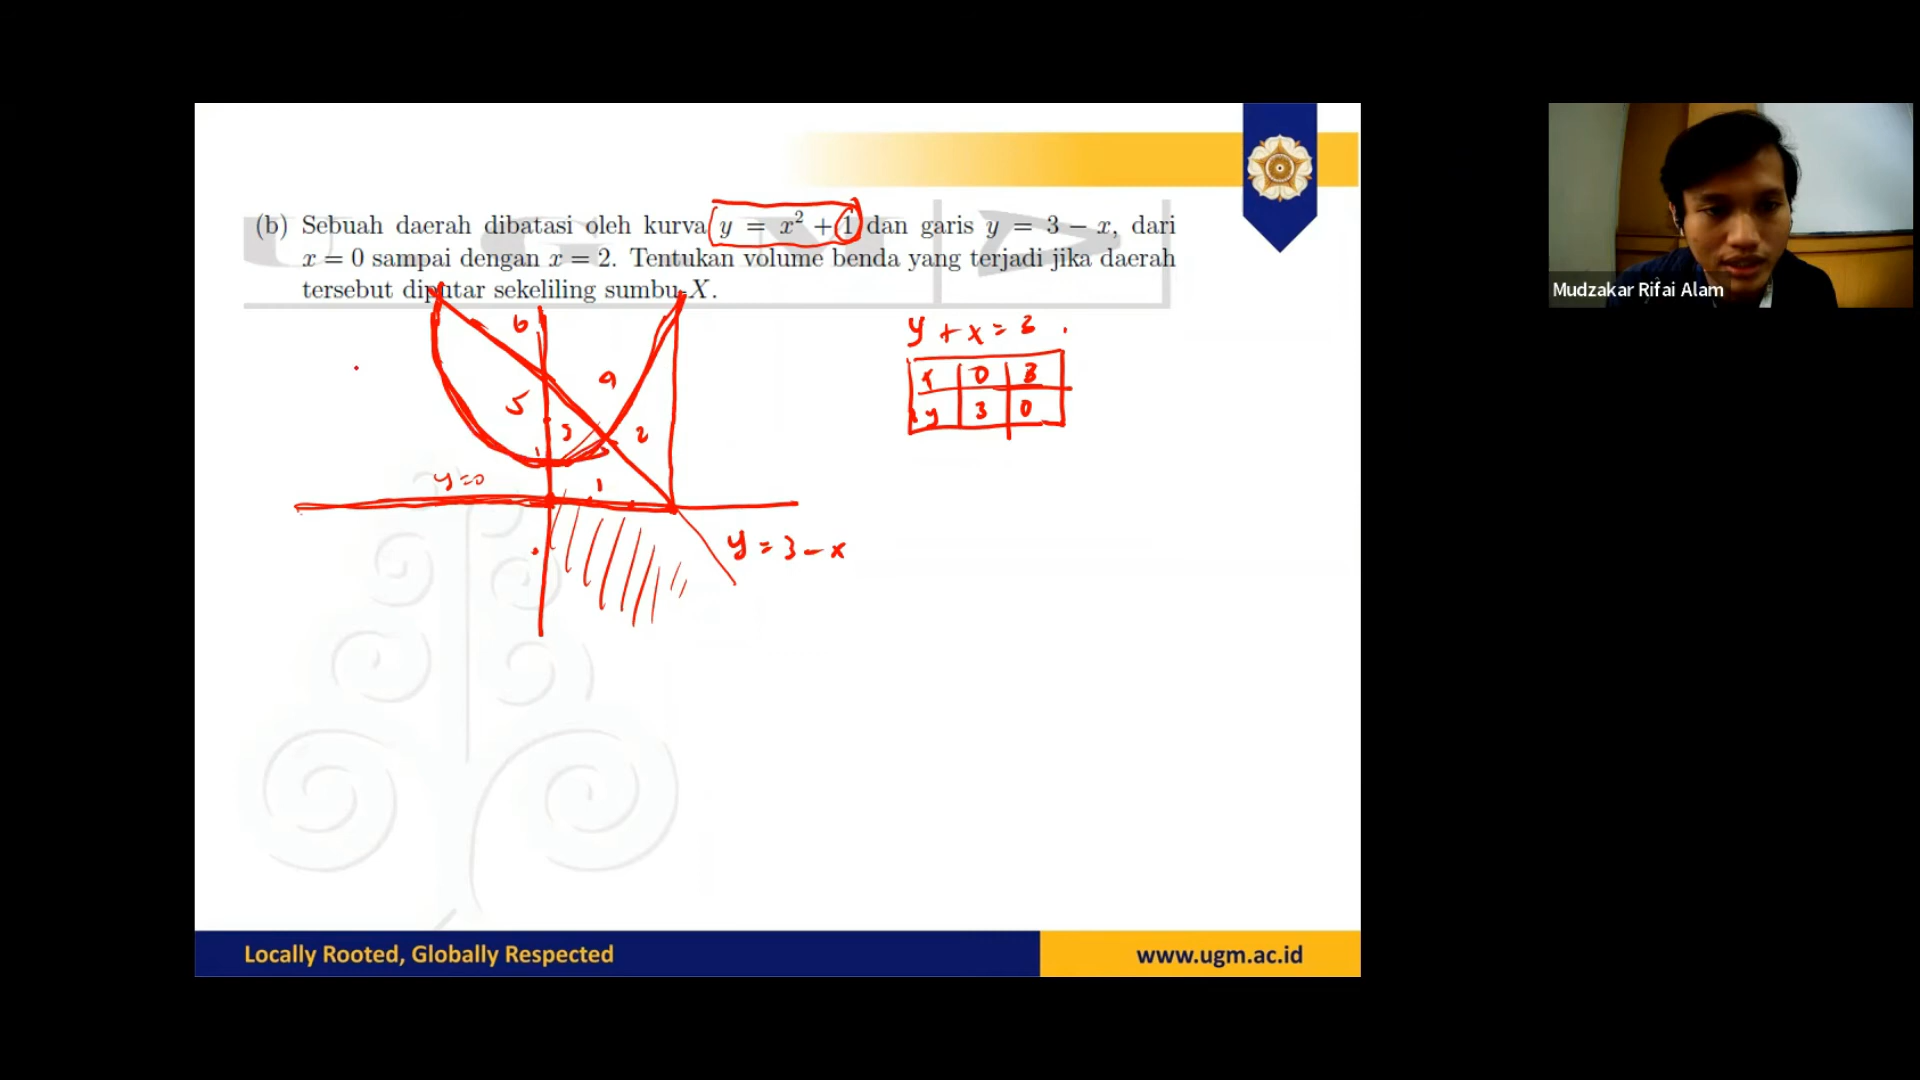 (b) Sebuah daerah dibatasi oleh kurva y = x² + 1 dan garis y = 3 − x, dari
x = 0 sampai dengan x = 2. Tentukan volume benda yang terjadi jika daerah
tersebut diputar sekeliling sumbu-X.
Mudzakar Rifai Alam
y + x = 3
x 0 3
y 3 0
6
4
5
3 2
1
y=0
1
y = 3 - x
Locally Rooted, Globally Respected
www.ugm.ac.id